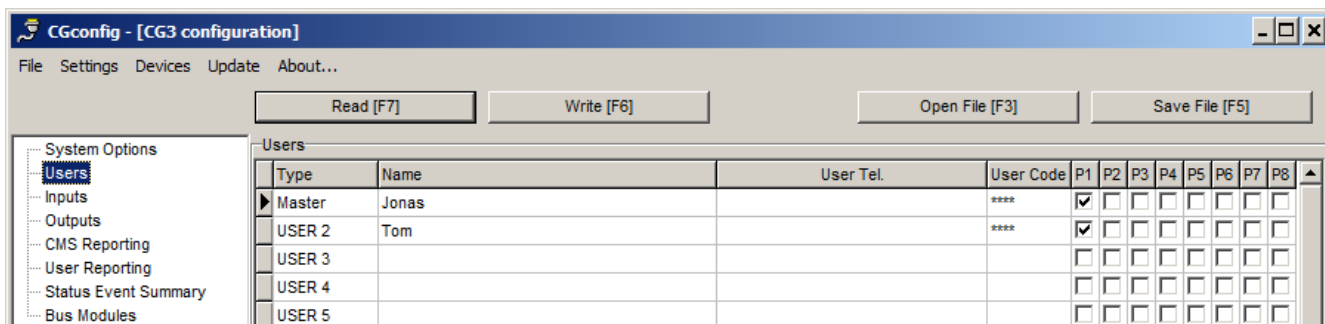 CGconfig - [CG3 configuration]
File Settings Devices Update About...
Read [F7] Write [F6] Open File [F3] Save File [F5]
System Options
Users
Inputs
Outputs
CMS Reporting
User Reporting
Status Event Summary
Bus Modules
Users
Type Name User Tel. User Code P1 P2 P3 P4 P5 P6 P7 P8
Master Jonas ****
USER 2 Tom ****
USER 3
USER 4
USER 5